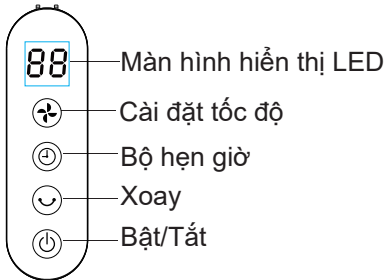 88
Màn hình hiển thị LED
Cài đặt tốc độ
Bộ hẹn giờ
Xoay
Bật/Tắt